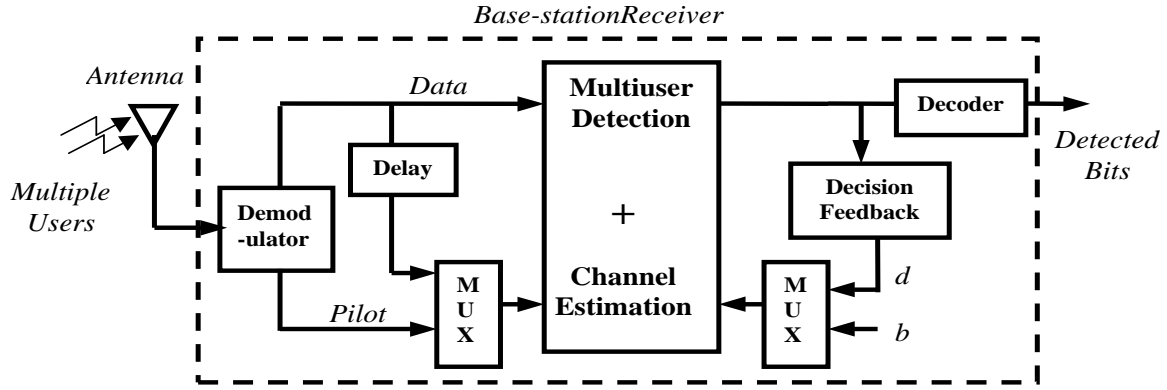 Base-stationReceiver
Antenna
Multiple
Users
Demod
-ulator
Data
Delay
Pilot
M
U
X
Multiuser
Detection
+
Channel
Estimation
Decoder
Detected
Bits
Decision
Feedback
M
U
X
d
b